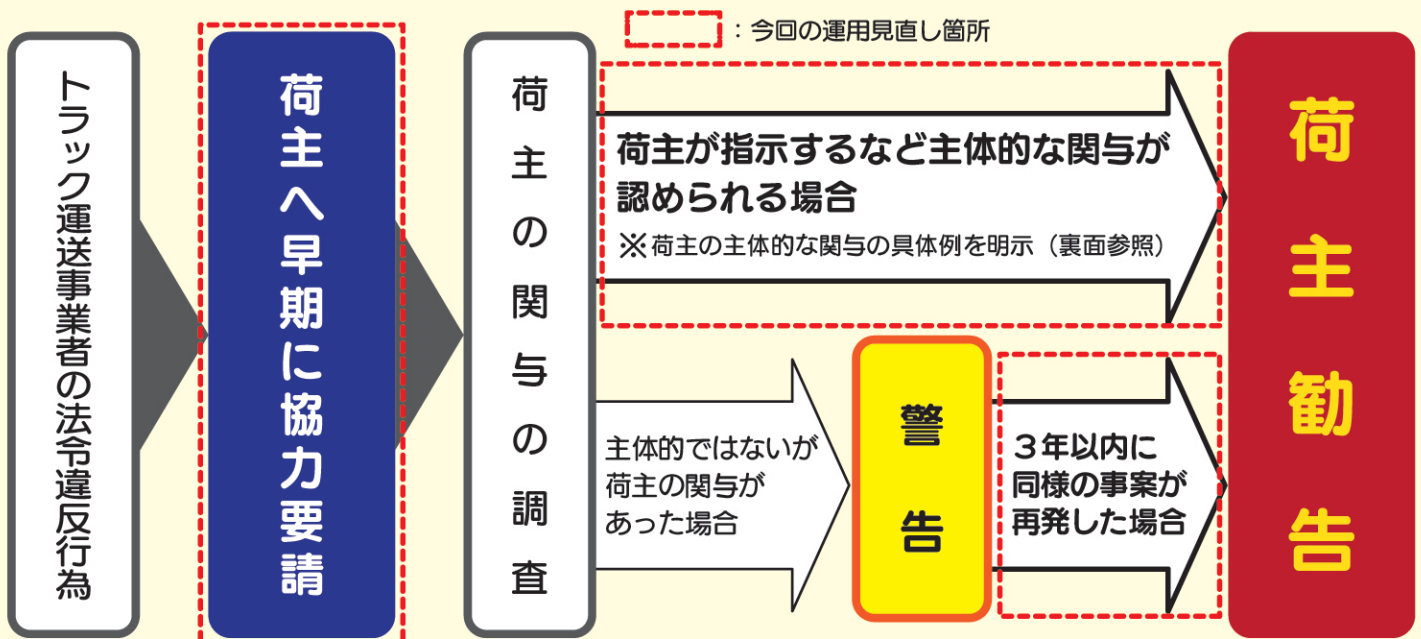 ：今回の運用見直し箇所
トラック運送事業者の法令違反行為
荷主へ早期に協力要請
荷主の関与の調査
荷主が指示するなど主体的な関与が
認められる場合
※荷主の主体的な関与の具体例を明示（裏面参照）
主体的ではないが
荷主の関与が
あった場合
警告
３年以内に
同様の事案が
再発した場合
荷主勧告